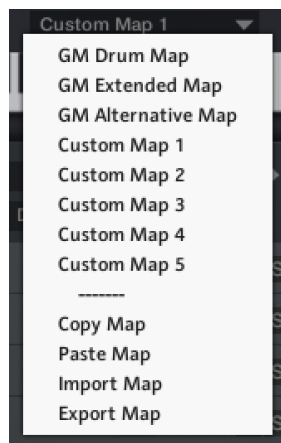 Custom Map 1
GM Drum Map
GM Extended Map
GM Alternative Map
Custom Map 1
Custom Map 2
Custom Map 3
Custom Map 4
Custom Map 5
-------
Copy Map
Paste Map
Import Map
Export Map